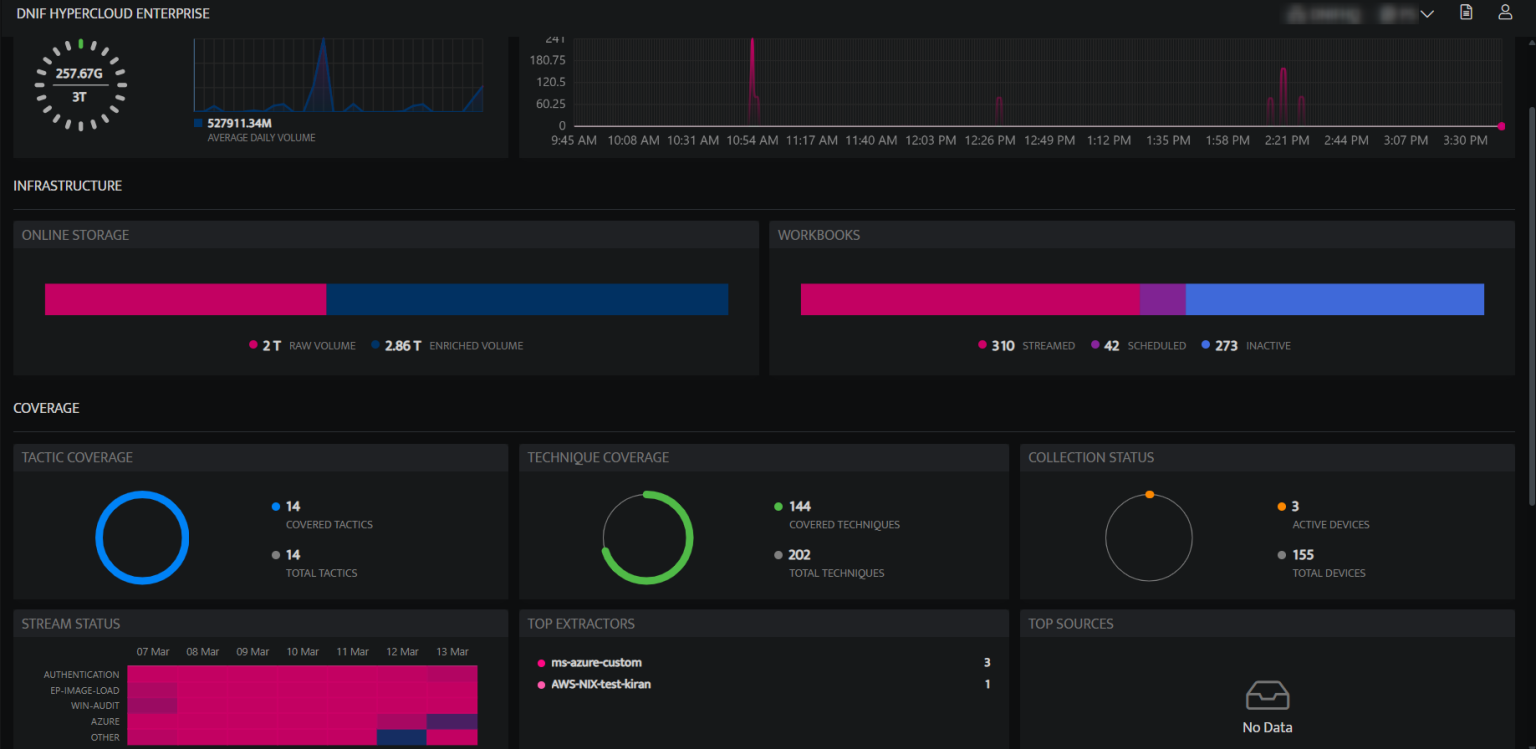 DNIF HYPERCLOUD ENTERPRISE
257.67G
3T
527911.34M
AVERAGE DAILY VOLUME
241
180.75
120.5
60.25
0
9:45 AM 10:08 AM 10:31 AM 10:54 AM 11:17 AM 11:40 AM 12:03 PM 12:26 PM 12:49 PM 1:12 PM 1:35 PM 1:58 PM 2:21 PM 2:44 PM 3:07 PM 3:30 PM
INFRASTRUCTURE
ONLINE STORAGE
2 T RAW VOLUME 2.86 T ENRICHED VOLUME
WORKBOOKS
310 STREAMED 42 SCHEDULED 273 INACTIVE
COVERAGE
TACTIC COVERAGE
14
COVERED TACTICS
14
TOTAL TACTICS
TECHNIQUE COVERAGE
144
COVERED TECHNIQUES
202
TOTAL TECHNIQUES
COLLECTION STATUS
3
ACTIVE DEVICES
155
TOTAL DEVICES
STREAM STATUS
07 Mar 08 Mar 09 Mar 10 Mar 11 Mar 12 Mar 13 Mar
AUTHENTICATION
EP-IMAGE-LOAD
WIN-AUDIT
AZURE
OTHER
TOP EXTRACTORS
ms-azure-custom 3
AWS-NIX-test-kiran 1
TOP SOURCES
No Data